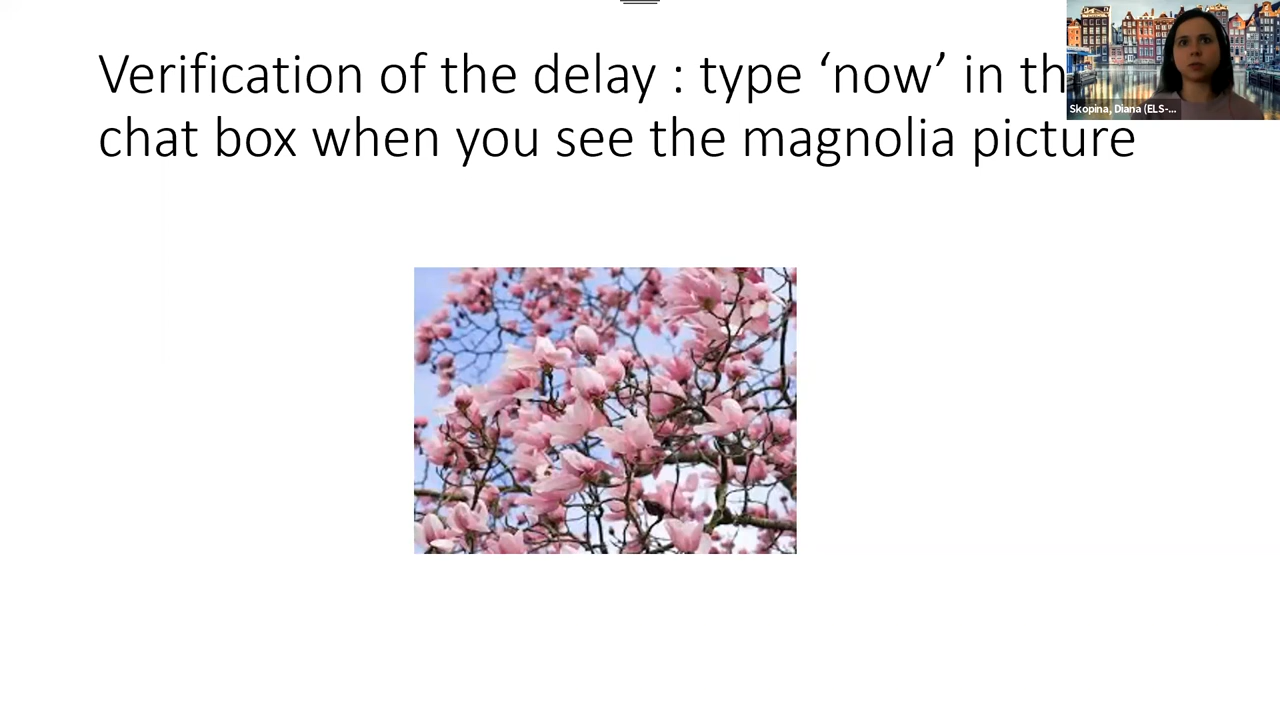 Verification of the delay : type ‘now’ in th
chat box when you see the magnolia picture
Skopina, Diana (ELS-...